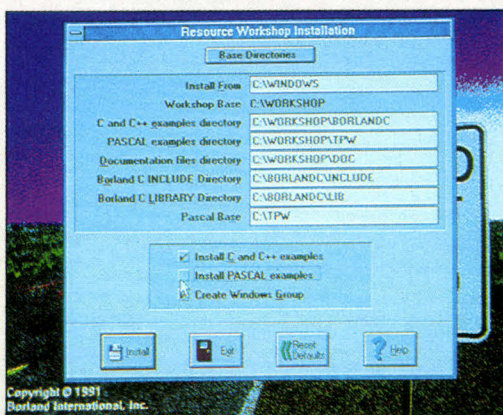 Resource Workshop Installation
Base Directories
Install From C:\WINDOWS
Workshop Base C:\WORKSHOP
C and C++ examples directory C:\WORKSHOP\BORLANDC
PASCAL examples directory C:\WORKSHOP\TPW
Documentation files directory C:\WORKSHOP\DOC
Borland C INCLUDE Directory C:\BORLANDC\INCLUDE
Borland C LIBRARY Directory C:\BORLANDC\LIB
Pascal Base C:\TPW
Install C and C++ examples
Install PASCAL examples
Create Windows Group
Install Exit Reset Defaults Help
Copyright © 1991
Borland International, Inc.